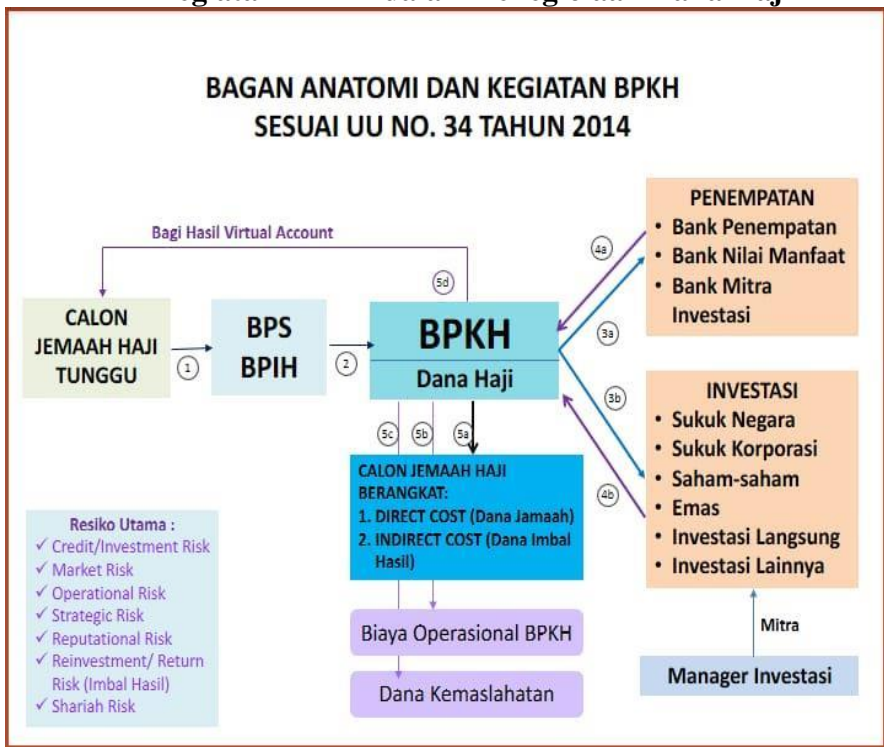 BAGAN ANATOMI DAN KEGIATAN BPKH
SESUAI UU NO. 34 TAHUN 2014
Bagi Hasil Virtual Account
5d
CALON
JEMAAH HAJI
TUNGGU
1
BPS
BPIH
2
BPKH
Dana Haji
4a
3a
3b
4b
PENEMPATAN
• Bank Penempatan
• Bank Nilai Manfaat
• Bank Mitra
Investasi
INVESTASI
• Sukuk Negara
• Sukuk Korporasi
• Saham-saham
• Emas
• Investasi Langsung
• Investasi Lainnya
Mitra
Manager Investasi
5c
5b
5a
CALON JEMAAH HAJI
BERANGKAT:
1. DIRECT COST (Dana Jamaah)
2. INDIRECT COST (Dana Imbal
Hasil)
Biaya Operasional BPKH
Dana Kemaslahatan
Resiko Utama :
✓ Credit/Investment Risk
✓ Market Risk
✓ Operational Risk
✓ Strategic Risk
✓ Reputational Risk
✓ Reinvestment/ Return
Risk (Imbal Hasil)
✓ Shariah Risk